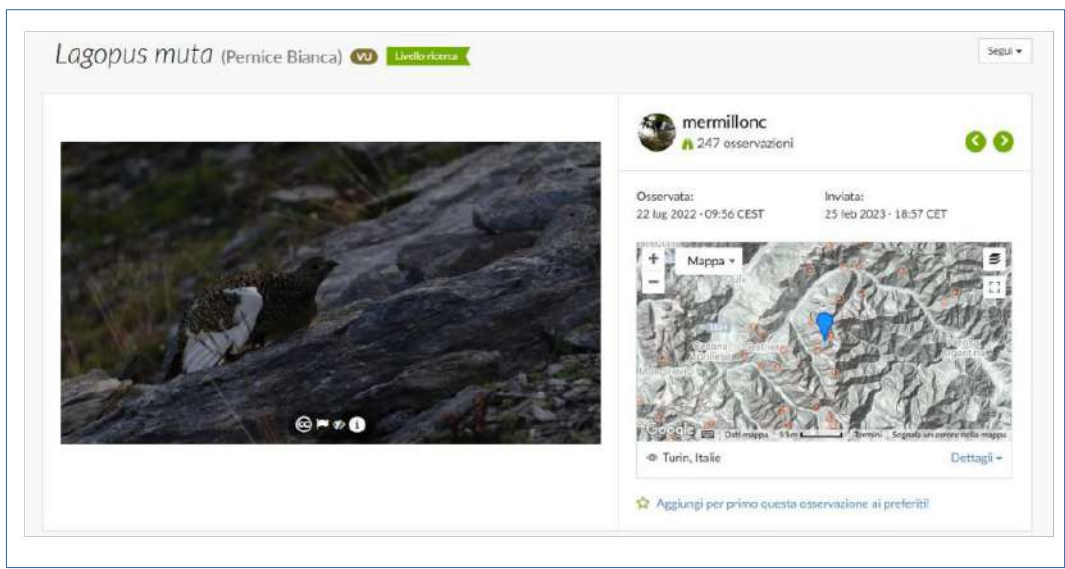 Lagopus muta (Pernice Bianca) VU Livello ricerca
Segui
mermillonc
247 osservazioni
Osservata:
22 lug 2022 · 09:56 CEST
Inviata:
25 feb 2023 · 18:57 CET
+
Mappa
−
Google
Dati mappa
5 km
Termini
Segnala un errore nella mappa
Turin, Italie
Dettagli
Aggiungi per primo questa osservazione ai preferiti!